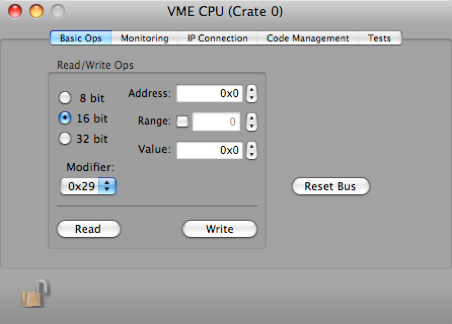 VME CPU (Crate 0)
Basic Ops Monitoring IP Connection Code Management Tests
Read/Write Ops
8 bit
16 bit
32 bit
Address: 0x0
Range: 0
Value: 0x0
Modifier:
0x29
Reset Bus
Read Write